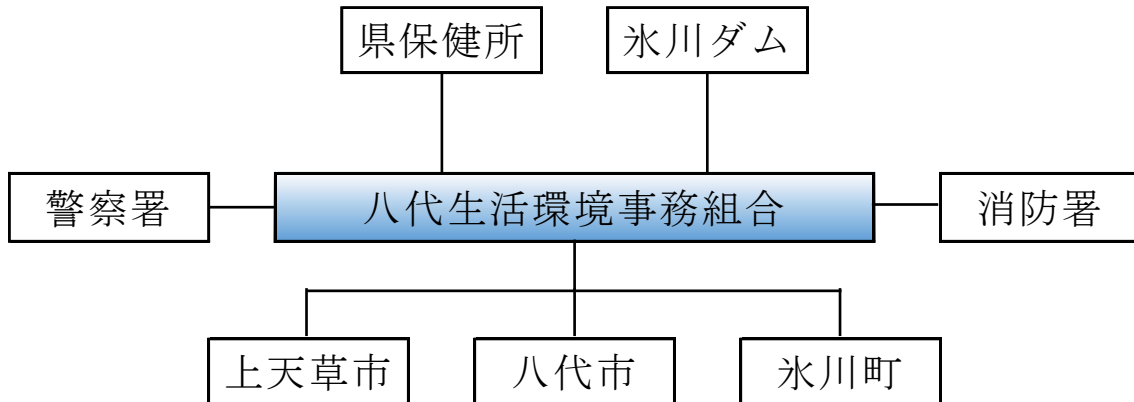 県保健所
氷川ダム
警察署
八代生活環境事務組合
消防署
上天草市
八代市
氷川町